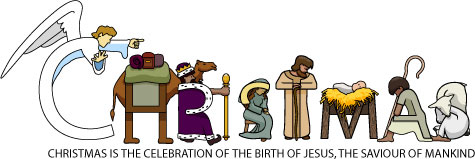 CHRISTMAS
CHRISTMAS IS THE CELEBRATION OF THE BIRTH OF JESUS, THE SAVIOUR OF MANKIND